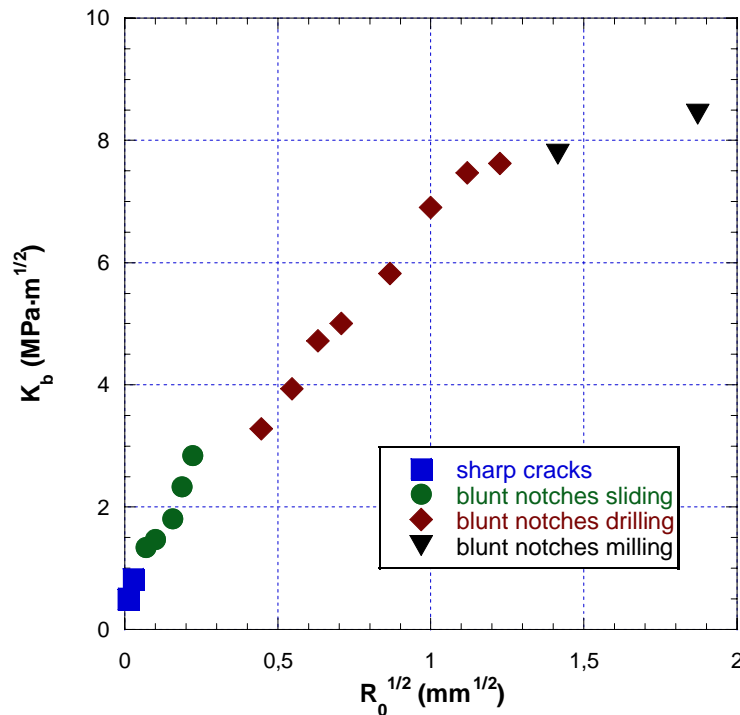 10
8
6
4
2
0
K_b (MPa·m^{1/2})
sharp cracks
blunt notches sliding
blunt notches drilling
blunt notches milling
0 0,5 1 1,5 2
R_0^{1/2} (mm^{1/2})